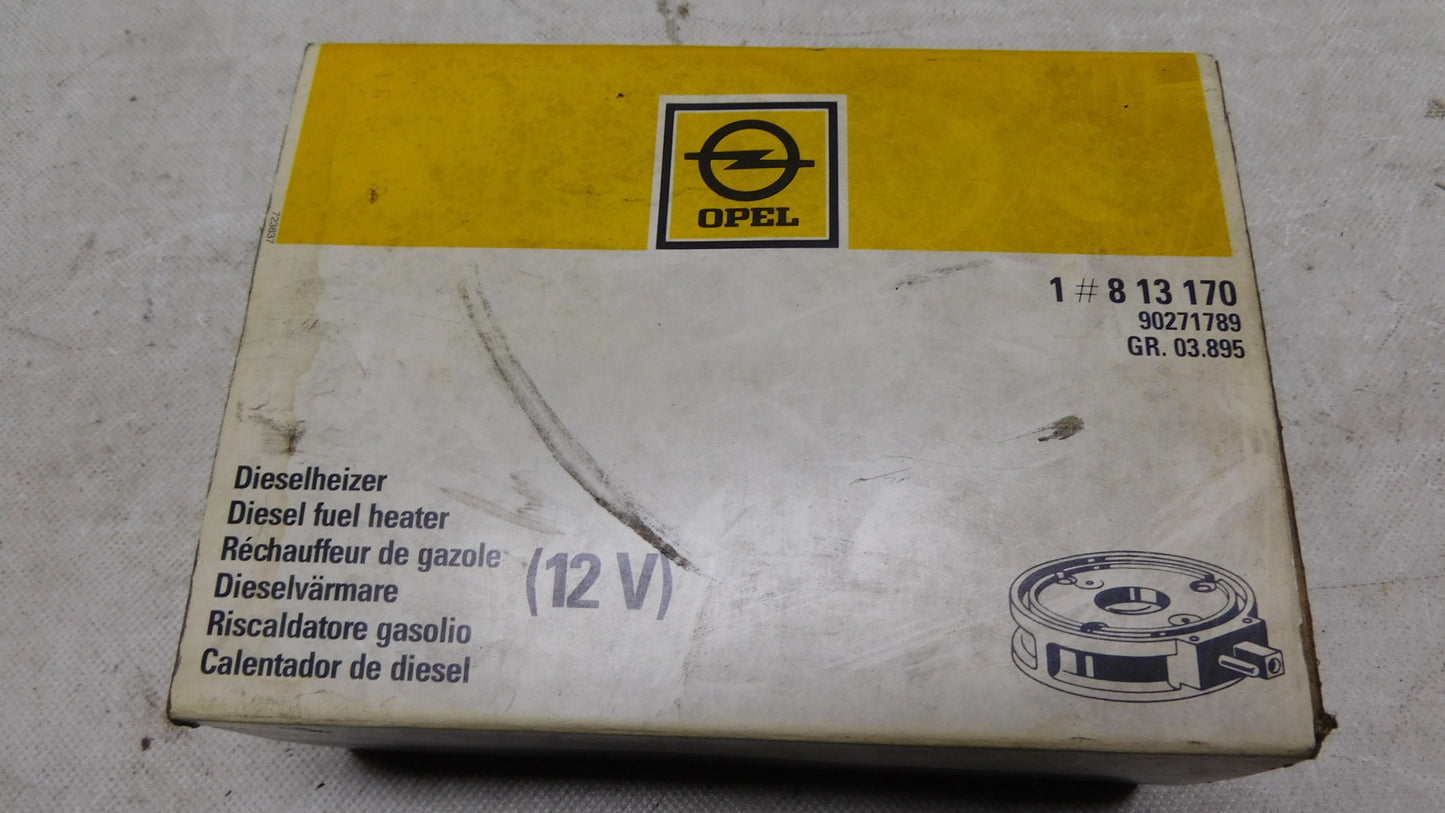 OPEL
723637
1 # 8 13 170
90271789
GR. 03.895
Dieselheizer
Diesel fuel heater
Réchauffeur de gazole
Dieselvärmare
Riscaldatore gasolio
Calentador de diesel
(12 V)